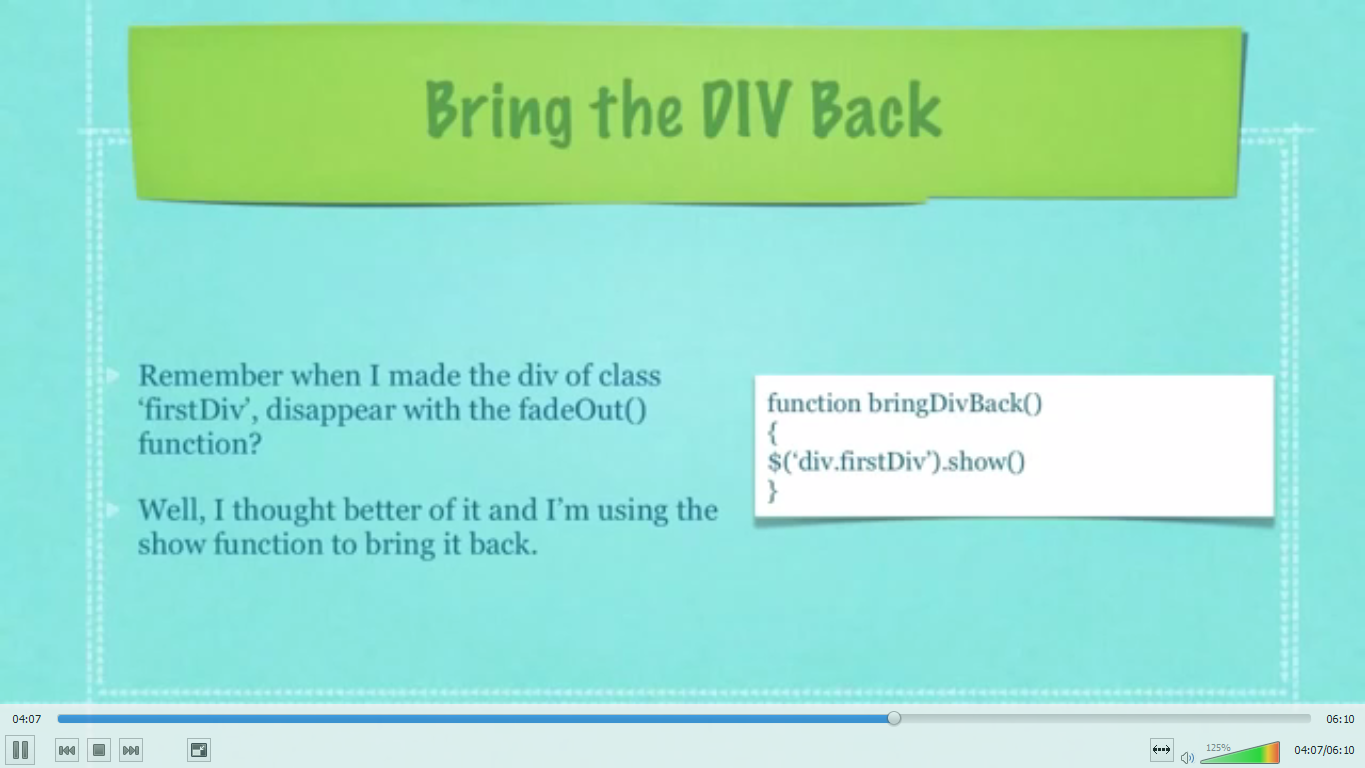 Bring the DIV Back
Remember when I made the div of class
‘firstDiv’, disappear with the fadeOut()
function?
Well, I thought better of it and I’m using the
show function to bring it back.
function bringDivBack()
{
$(‘div.firstDiv’).show()
}
04:07
06:10
125%
04:07/06:10